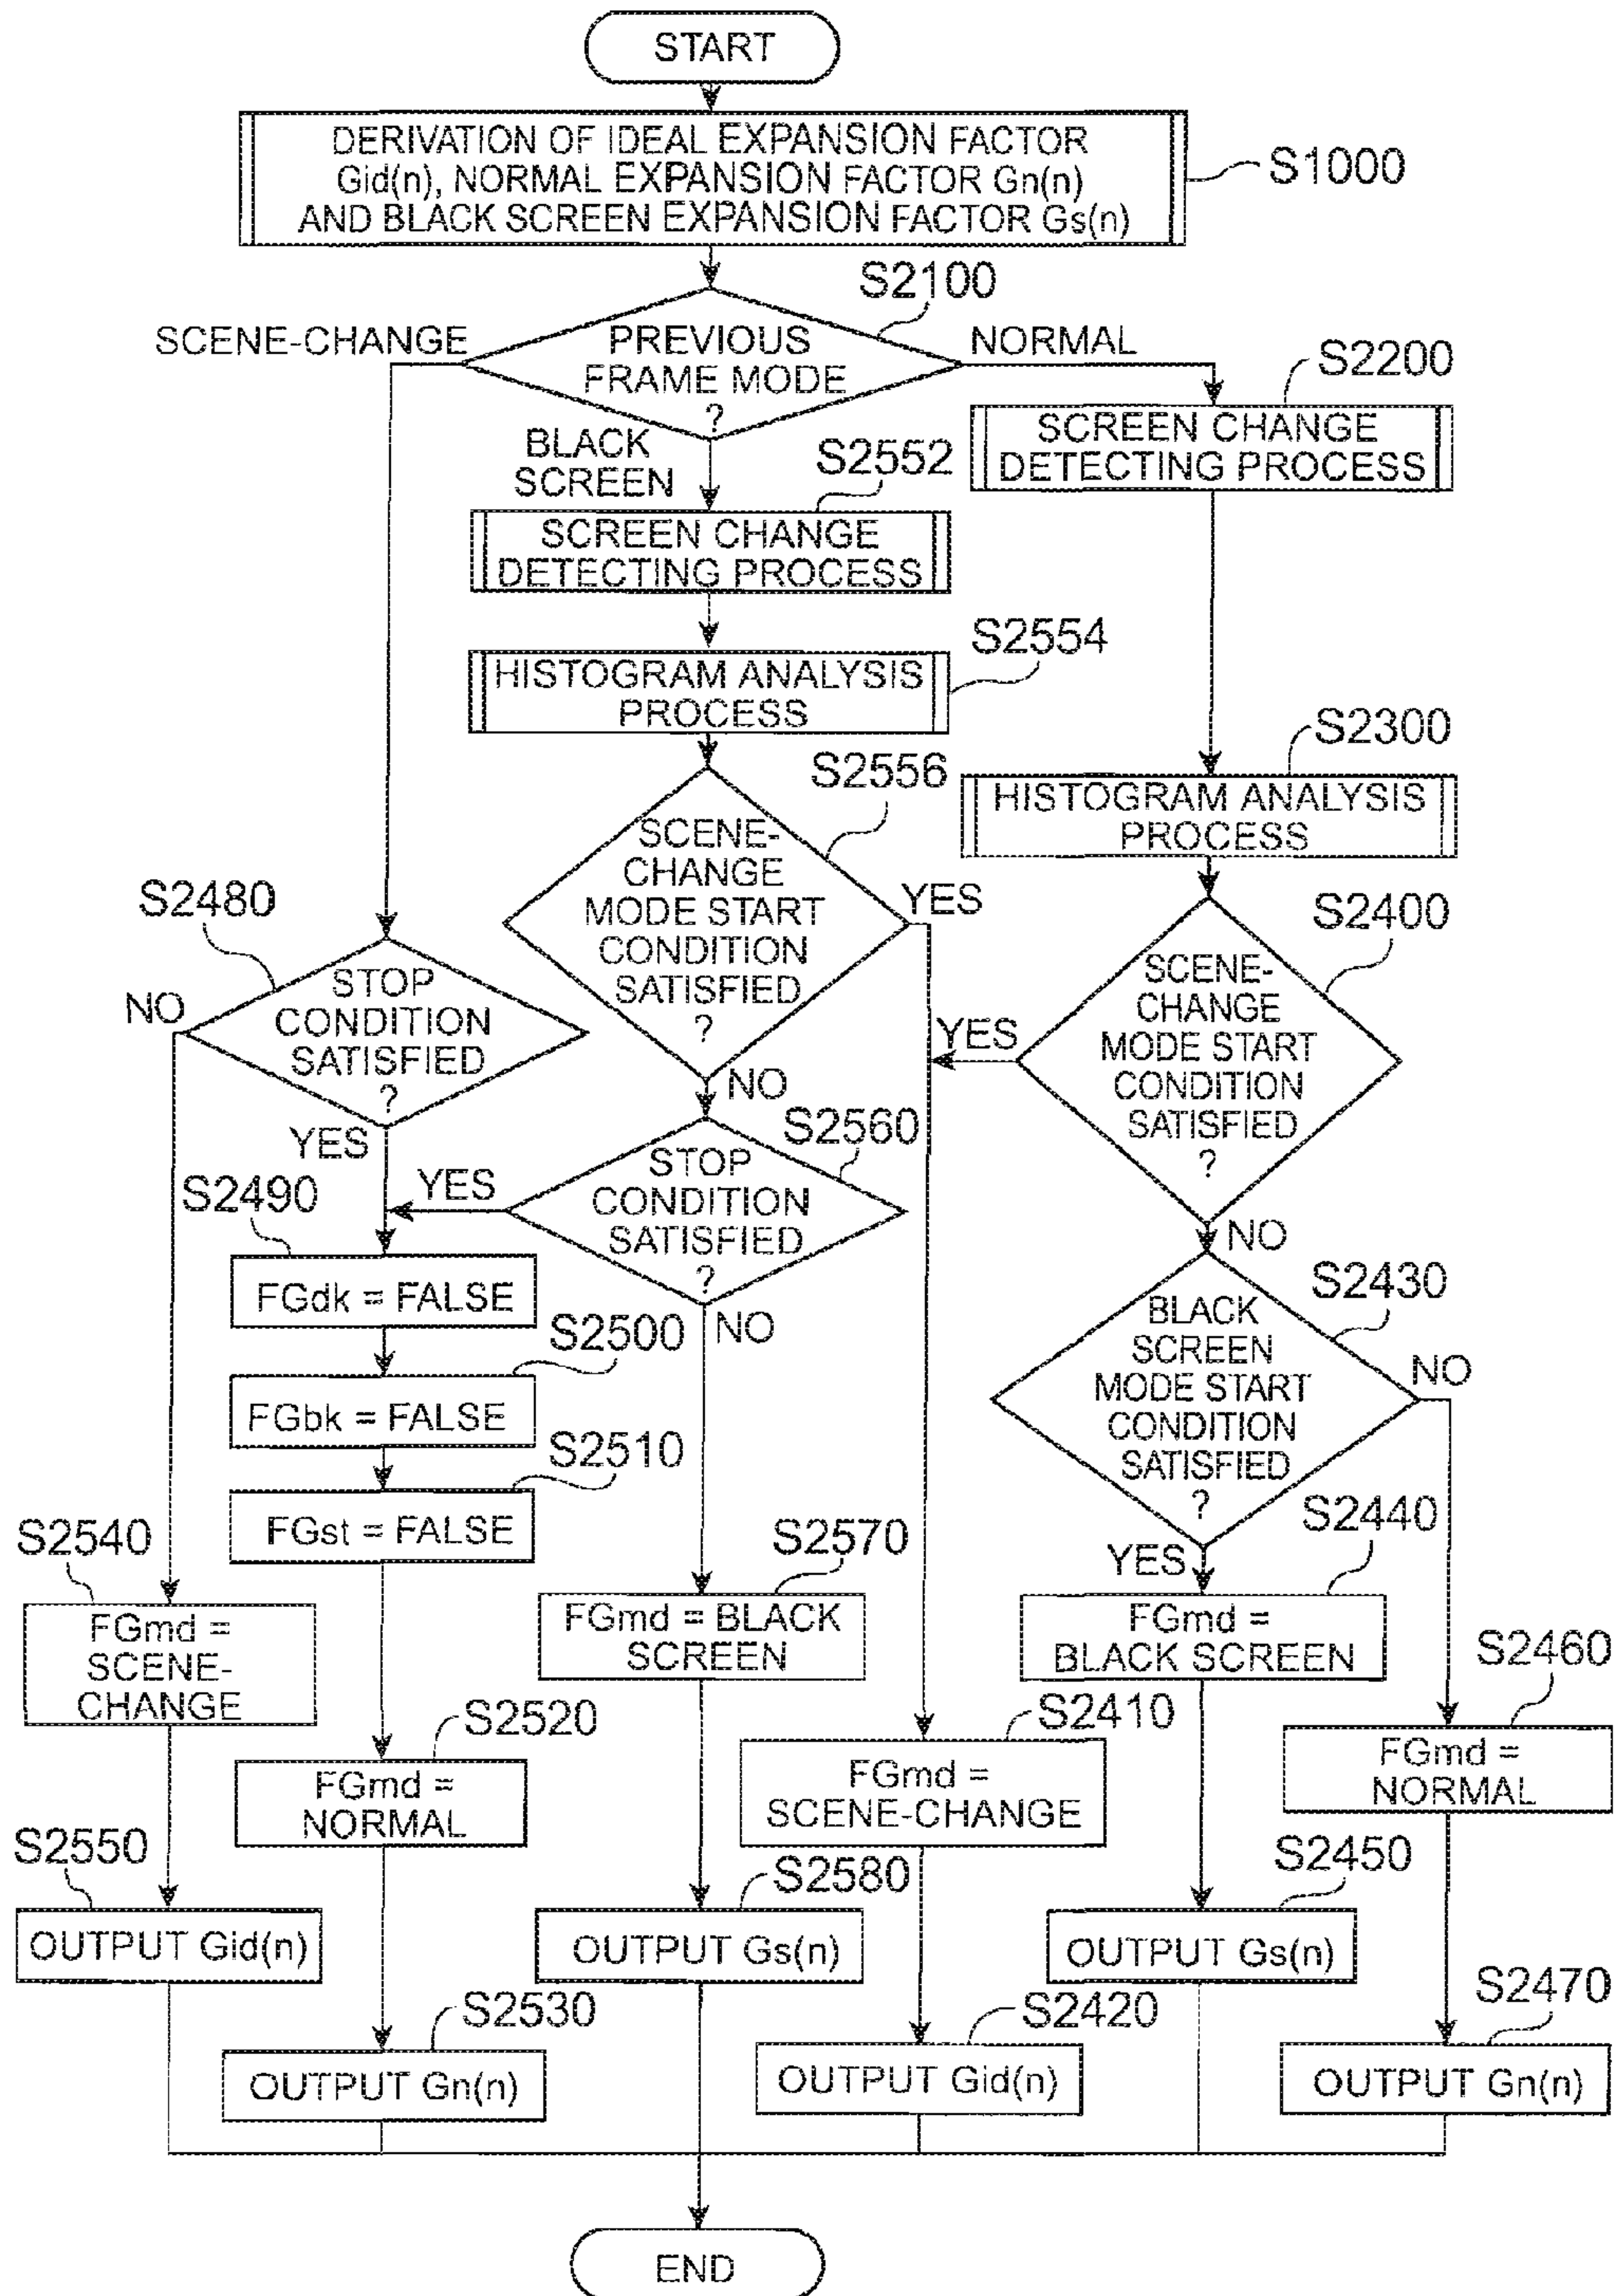 START
DERIVATION OF IDEAL EXPANSION FACTOR
Gid(n), NORMAL EXPANSION FACTOR Gn(n)
AND BLACK SCREEN EXPANSION FACTOR Gs(n)
S1000
S2100
SCENE-CHANGE
PREVIOUS
FRAME MODE
?
NORMAL
S2200
SCREEN CHANGE
DETECTING PROCESS
BLACK
SCREEN
S2552
SCREEN CHANGE
DETECTING PROCESS
S2554
HISTOGRAM ANALYSIS
PROCESS
S2300
HISTOGRAM ANALYSIS
PROCESS
S2556
SCENE-
CHANGE
MODE START
CONDITION
SATISFIED
?
YES
NO
S2400
SCENE-
CHANGE
MODE START
CONDITION
SATISFIED
?
YES
NO
S2480
STOP
CONDITION
SATISFIED
?
NO
YES
S2560
STOP
CONDITION
SATISFIED
?
YES
NO
S2490
FGdk = FALSE
S2500
FGbk = FALSE
S2510
FGst = FALSE
S2430
BLACK
SCREEN
MODE START
CONDITION
SATISFIED
?
NO
YES
S2440
FGmd =
BLACK SCREEN
S2540
FGmd =
SCENE-
CHANGE
S2570
FGmd = BLACK
SCREEN
S2460
FGmd =
NORMAL
S2520
FGmd =
NORMAL
S2410
FGmd =
SCENE-CHANGE
S2550
OUTPUT Gid(n)
S2580
OUTPUT Gs(n)
S2450
OUTPUT Gs(n)
S2530
OUTPUT Gn(n)
S2420
OUTPUT Gid(n)
S2470
OUTPUT Gn(n)
END